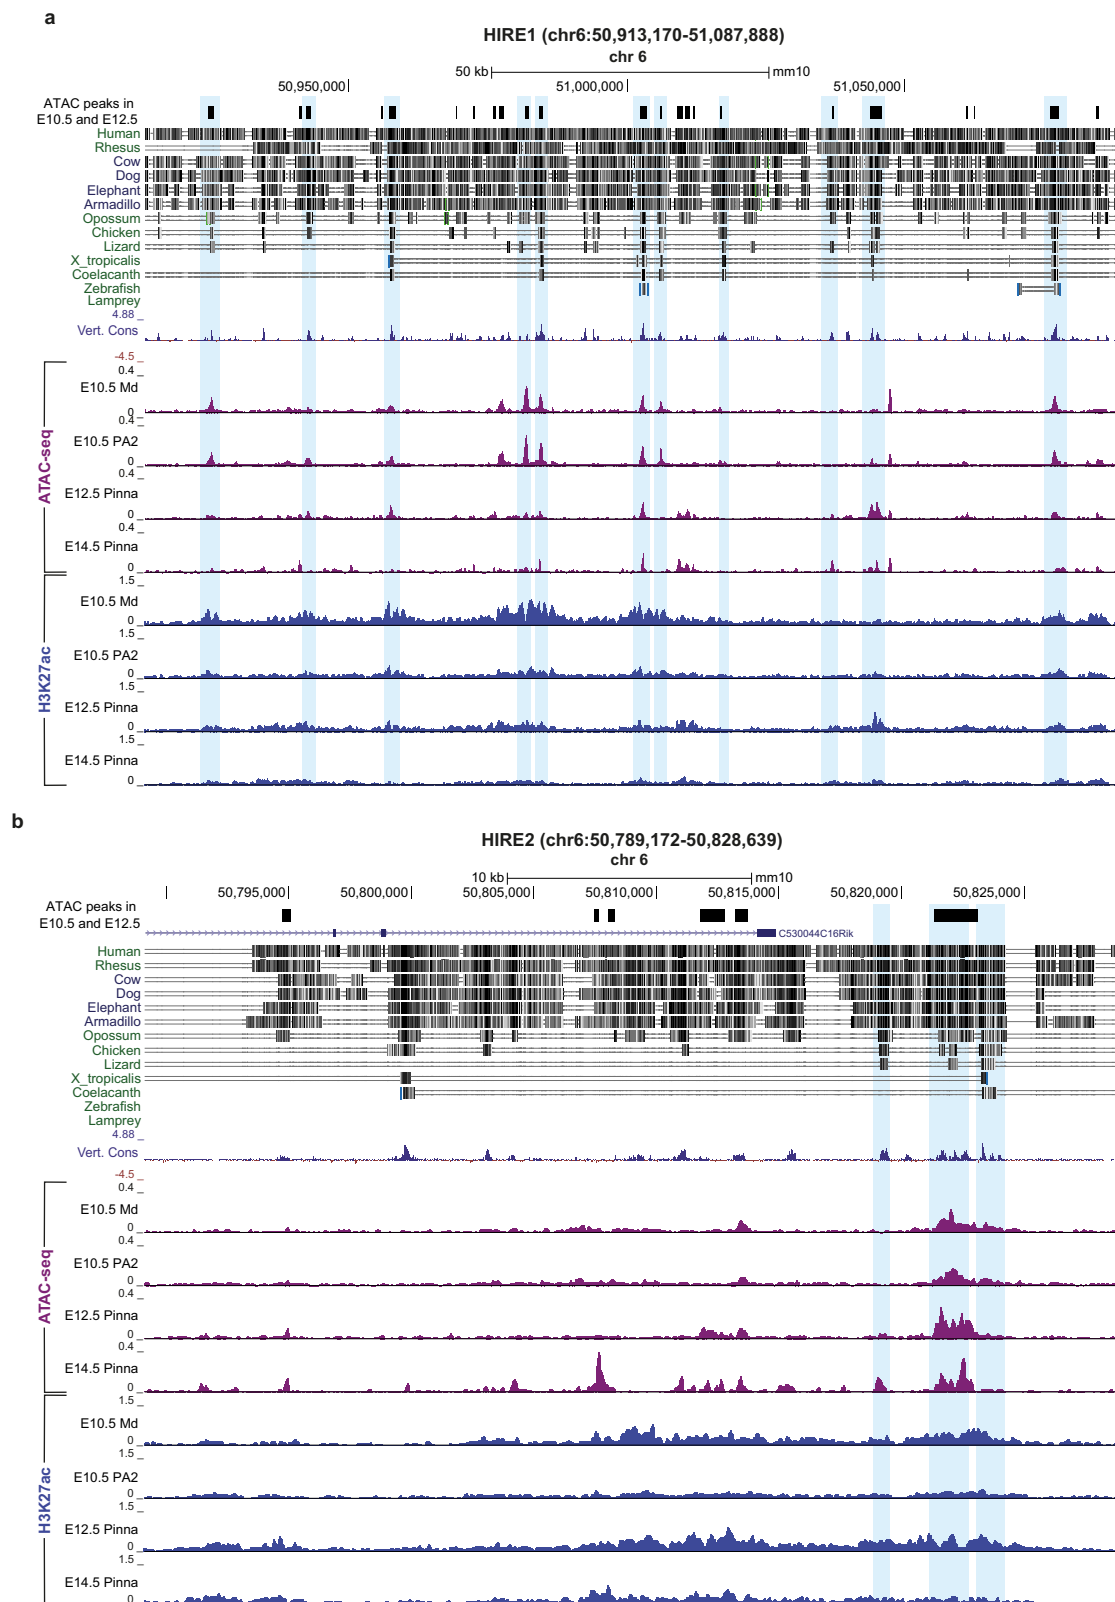 a
HIRE1 (chr6:50,913,170-51,087,888)
chr 6
50 kb
mm10
50,950,000
51,000,000
51,050,000
ATAC peaks in
E10.5 and E12.5
Human
Rhesus
Cow
Dog
Elephant
Armadillo
Opossum
Chicken
Lizard
X_tropicalis
Coelacanth
Zebrafish
Lamprey
4.88
Vert. Cons
-4.5
ATAC-seq
0.4
E10.5 Md
0
0.4
E10.5 PA2
0
0.4
E12.5 Pinna
0
0.4
E14.5 Pinna
0
H3K27ac
1.5
E10.5 Md
0
1.5
E10.5 PA2
0
1.5
E12.5 Pinna
0
1.5
E14.5 Pinna
0
b
HIRE2 (chr6:50,789,172-50,828,639)
chr 6
10 kb
mm10
50,795,000
50,800,000
50,805,000
50,810,000
50,815,000
50,820,000
50,825,000
ATAC peaks in
E10.5 and E12.5
C530044C16Rik
Human
Rhesus
Cow
Dog
Elephant
Armadillo
Opossum
Chicken
Lizard
X_tropicalis
Coelacanth
Zebrafish
Lamprey
4.88
Vert. Cons
-4.5
ATAC-seq
0.4
E10.5 Md
0
0.4
E10.5 PA2
0
0.4
E12.5 Pinna
0
0.4
E14.5 Pinna
0
H3K27ac
1.5
E10.5 Md
0
1.5
E10.5 PA2
0
1.5
E12.5 Pinna
0
1.5
E14.5 Pinna
0